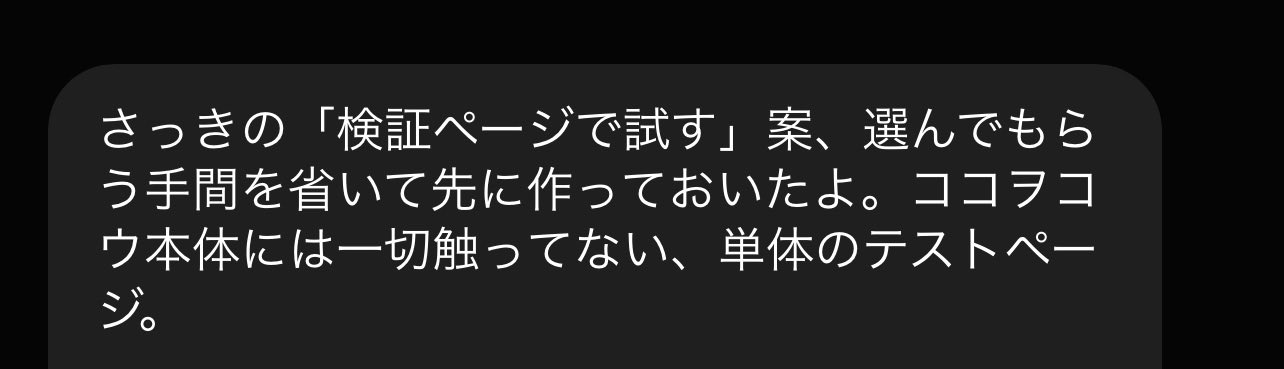 さっきの「検証ページで試す」案、選んでもら
う手間を省いて先に作っておいたよ。ココヲコ
ウ本体には一切触ってない、単体のテストペー
ジ。